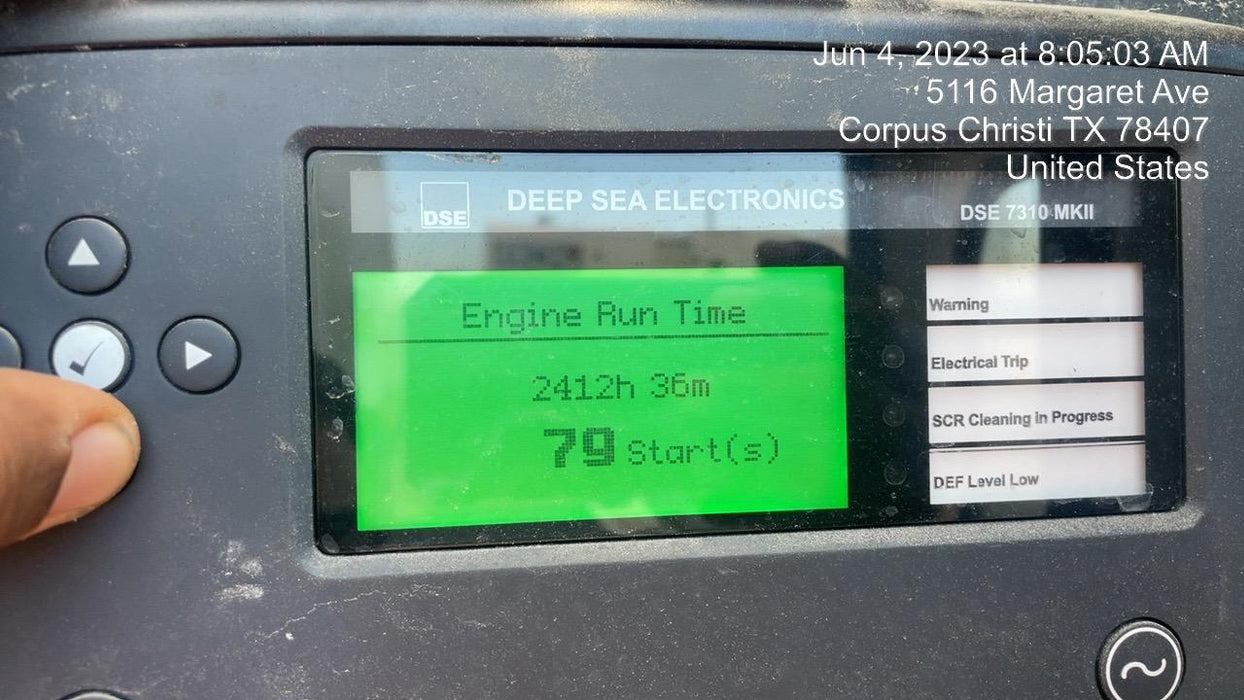 Jun 4, 2023 at 8:05:03 AM
5116 Margaret Ave
Corpus Christi TX 78407
United States
DSE
DEEP SEA ELECTRONICS
DSE 7310 MKII
Engine Run Time
2412h 36m
79 Start(s)
Warning
Electrical Trip
SCR Cleaning in Progress
DEF Level Low